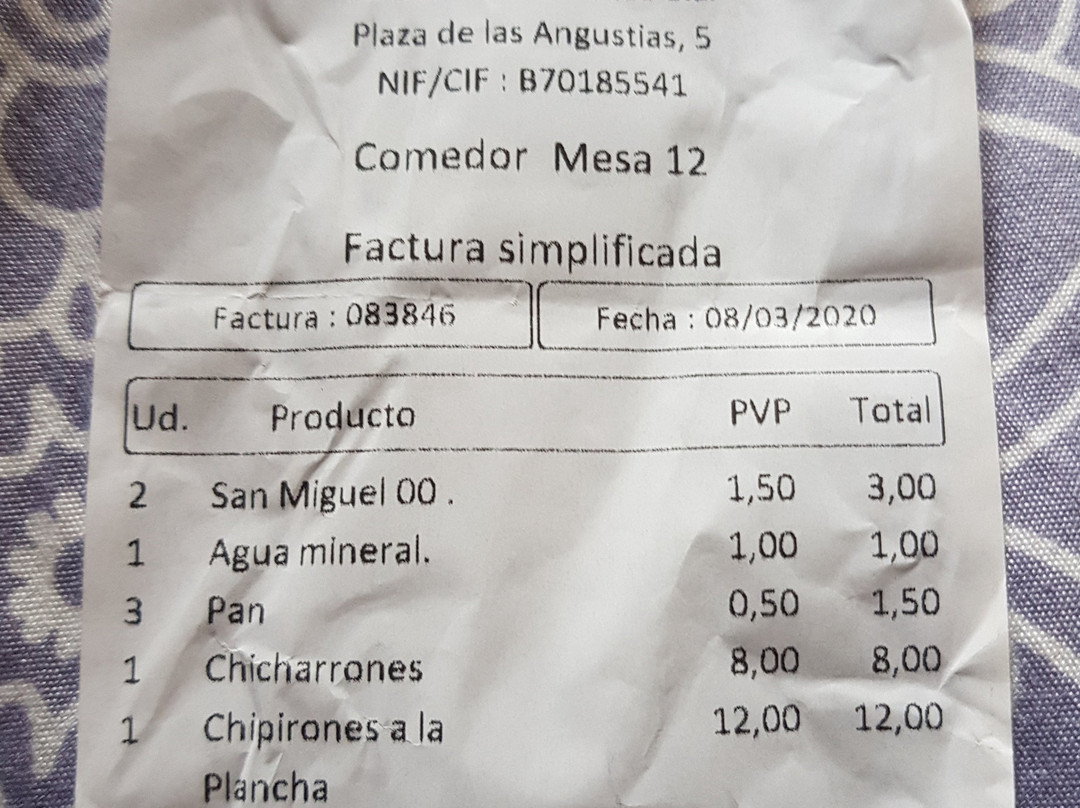 Plaza de las Angustias, 5
NIF/CIF : B70185541
Comedor Mesa 12
Factura simplificada
Factura : 083846 Fecha : 08/03/2020
Ud. Producto PVP Total
2 San Miguel 00 . 1,50 3,00
1 Agua mineral. 1,00 1,00
3 Pan 0,50 1,50
1 Chicharrones 8,00 8,00
1 Chipirones a la 12,00 12,00
Plancha